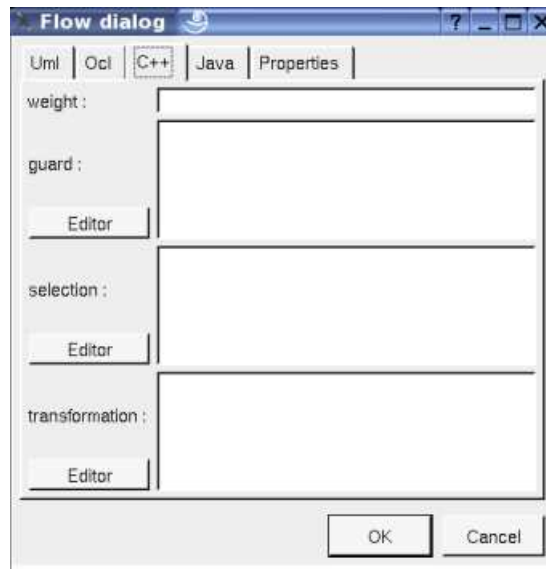 Flow dialog ? _ X
Uml Ocl C++ Java Properties
weight :
guard :
Editor
selection :
Editor
transformation :
Editor
OK Cancel